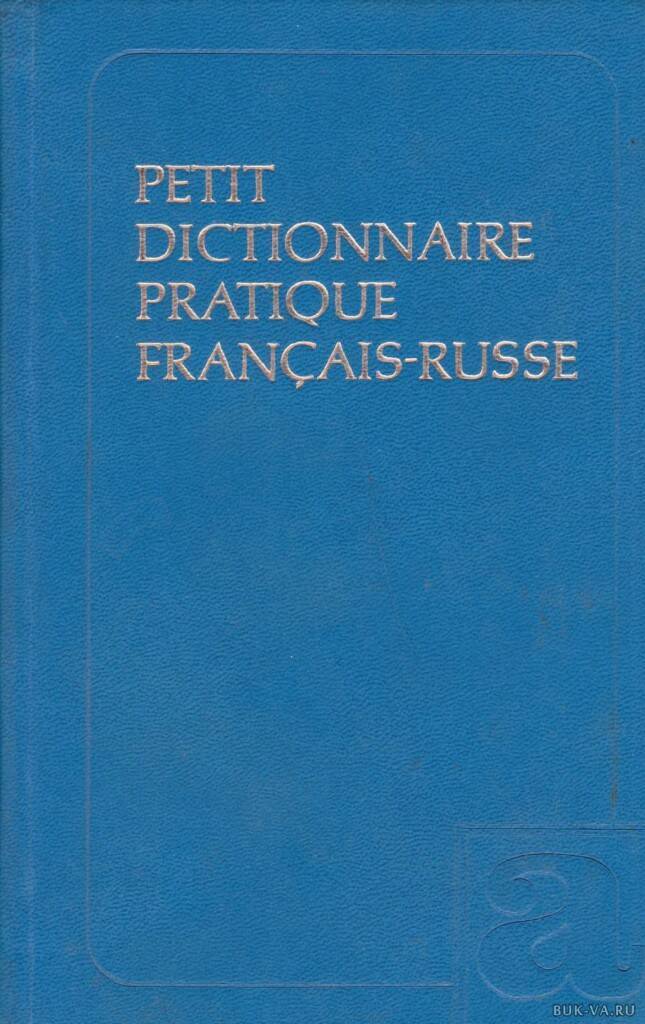 PETIT
DICTIONNAIRE
PRATIQUE
FRANÇAIS-RUSSE
a
BUK-VA.RU